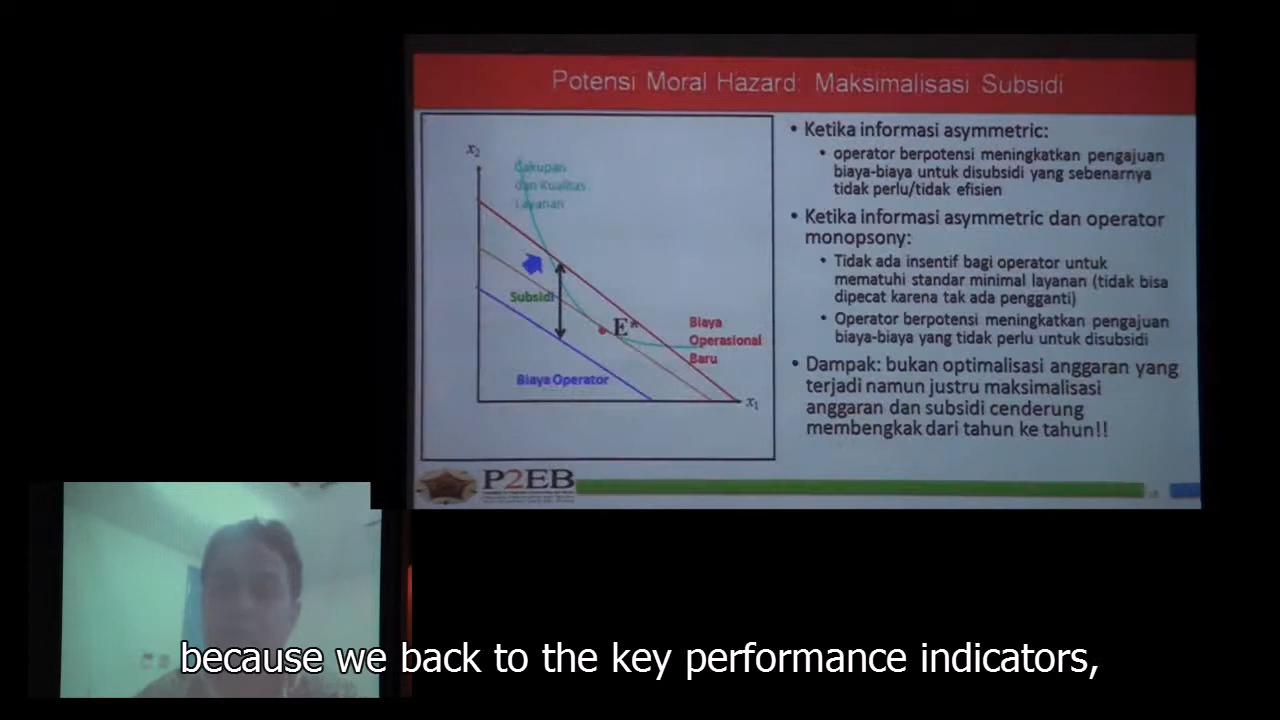 Potensi Moral Hazard: Maksimalisasi Subsidi
x₂
Cakupan
dan Kualitas
Layanan
Subsidi
E*
Biaya
Operasional
Baru
Biaya Operator
x₁
• Ketika informasi asymmetric:
• operator berpotensi meningkatkan pengajuan
biaya-biaya untuk disubsidi yang sebenarnya
tidak perlu/tidak efisien
• Ketika informasi asymmetric dan operator
monopsony:
• Tidak ada insentif bagi operator untuk
mematuhi standar minimal layanan (tidak bisa
dipecat karena tak ada pengganti)
• Operator berpotensi meningkatkan pengajuan
biaya-biaya yang tidak perlu untuk disubsidi
• Dampak: bukan optimalisasi anggaran yang
terjadi namun justru maksimalisasi
anggaran dan subsidi cenderung
membengkak dari tahun ke tahun!!
P2EB
because we back to the key performance indicators,